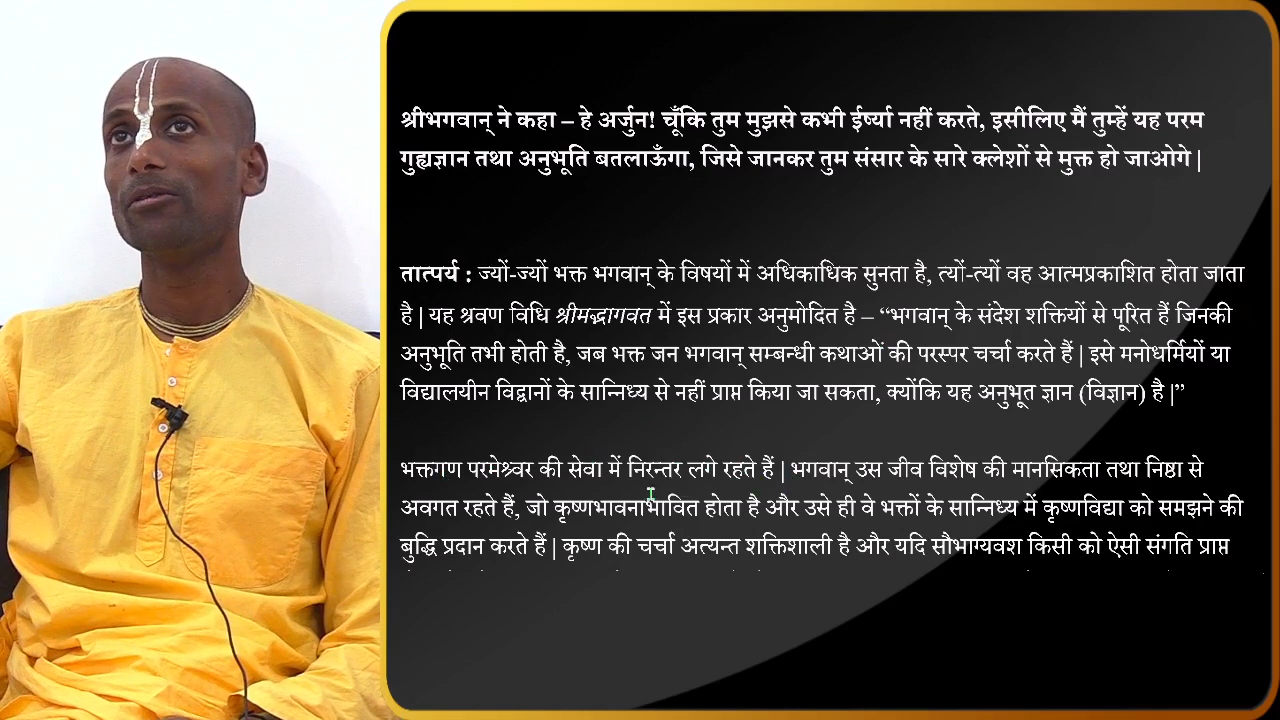 श्रीभगवान् ने कहा – हे अर्जुन! चूँकि तुम मुझसे कभी ईर्ष्या नहीं करते, इसीलिए मैं तुम्हें यह परम
गुह्यज्ञान तथा अनुभूति बतलाऊँगा, जिसे जानकर तुम संसार के सारे क्लेशों से मुक्त हो जाओगे |
तात्पर्य : ज्यों-ज्यों भक्त भगवान् के विषयों में अधिकाधिक सुनता है, त्यों-त्यों वह आत्मप्रकाशित होता जाता
है | यह श्रवण विधि श्रीमद्भागवत में इस प्रकार अनुमोदित है – “भगवान् के संदेश शक्तियों से पूरित हैं जिनकी
अनुभूति तभी होती है, जब भक्त जन भगवान् सम्बन्धी कथाओं की परस्पर चर्चा करते हैं | इसे मनोधर्मियों या
विद्यालयीन विद्वानों के सान्निध्य से नहीं प्राप्त किया जा सकता, क्योंकि यह अनुभूत ज्ञान (विज्ञान) है |”
भक्तगण परमेश्र्वर की सेवा में निरन्तर लगे रहते हैं | भगवान् उस जीव विशेष की मानसिकता तथा निष्ठा से
अवगत रहते हैं, जो कृष्णभावनाभावित होता है और उसे ही वे भक्तों के सान्निध्य में कृष्णविद्या को समझने की
बुद्धि प्रदान करते हैं | कृष्ण की चर्चा अत्यन्त शक्तिशाली है और यदि सौभाग्यवश किसी को ऐसी संगति प्राप्त